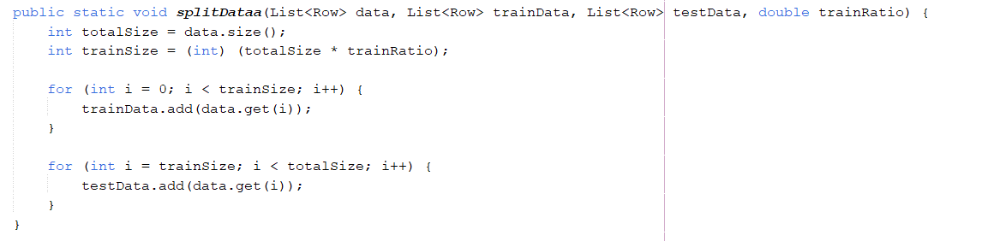 public static void splitDataa(List<Row> data, List<Row> trainData, List<Row> testData, double trainRatio) {
    int totalSize = data.size();
    int trainSize = (int) (totalSize * trainRatio);

    for (int i = 0; i < trainSize; i++) {
        trainData.add(data.get(i));
    }

    for (int i = trainSize; i < totalSize; i++) {
        testData.add(data.get(i));
    }
}